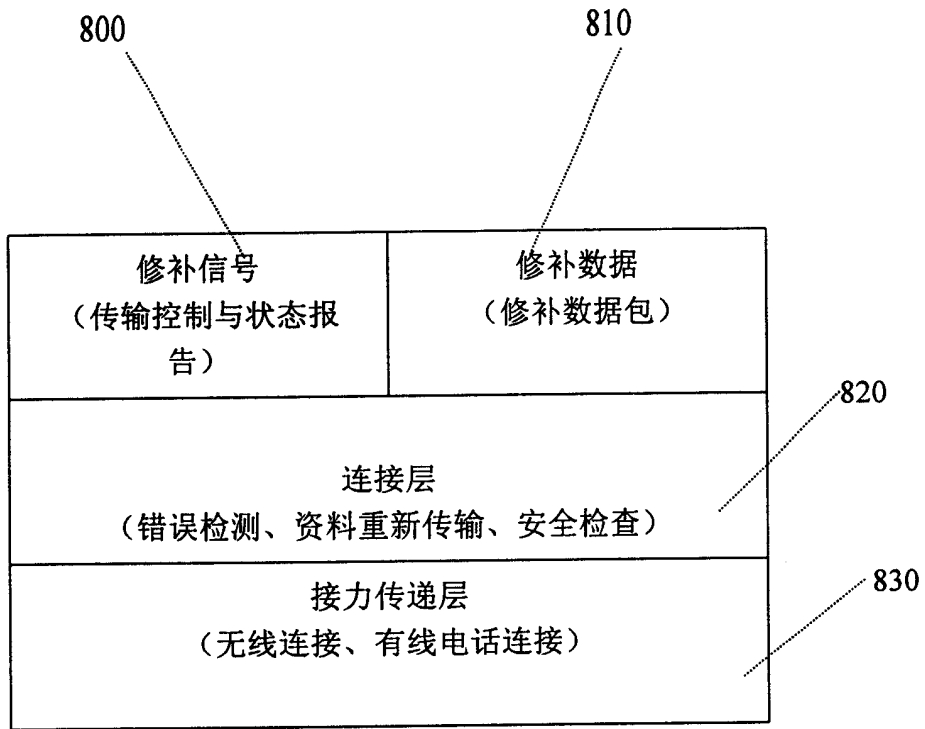 800
810
修补信号
（传输控制与状态报
告）
修补数据
（修补数据包）
820
连接层
（错误检测、资料重新传输、安全检查）
830
接力传递层
（无线连接、有线电话连接）